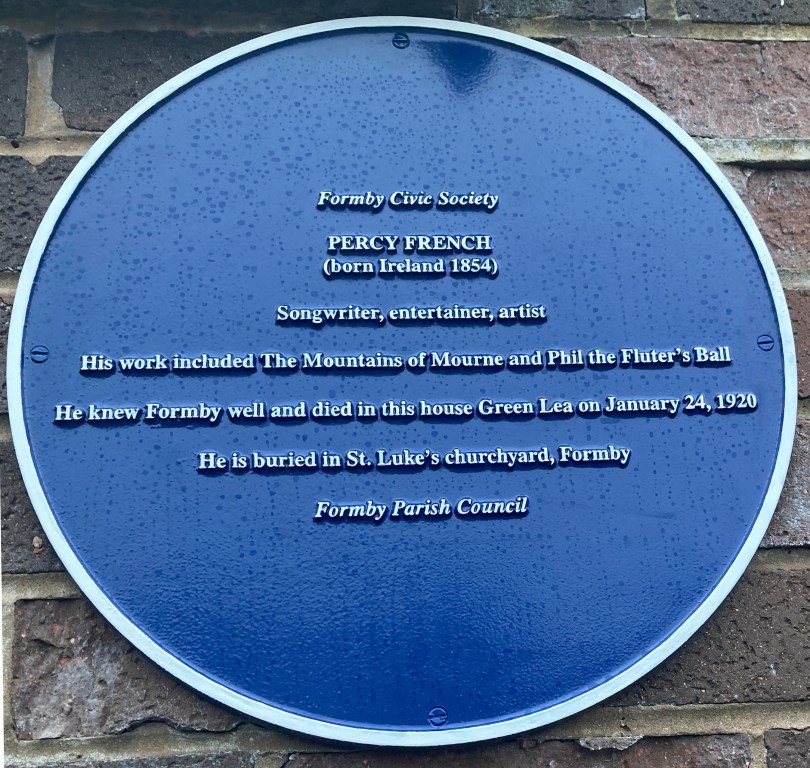 Formby Civic Society
PERCY FRENCH
(born Ireland 1854)
Songwriter, entertainer, artist
His work included The Mountains of Mourne and Phil the Fluter's Ball
He knew Formby well and died in this house Green Lea on January 24, 1920
He is buried in St. Luke's churchyard, Formby
Formby Parish Council